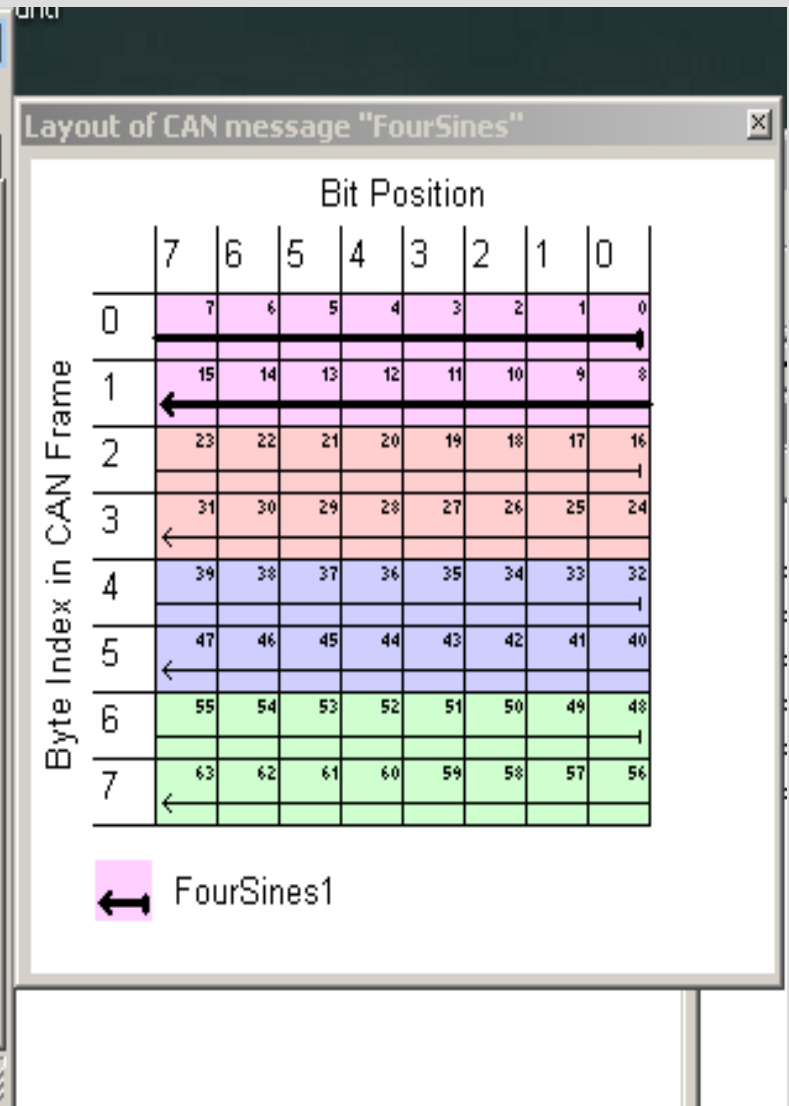 Layout of CAN message "FourSines"
Bit Position
7 6 5 4 3 2 1 0
Byte Index in CAN Frame
0 7 6 5 4 3 2 1 0
1 15 14 13 12 11 10 9 8
2 23 22 21 20 19 18 17 16
3 31 30 29 28 27 26 25 24
4 39 38 37 36 35 34 33 32
5 47 46 45 44 43 42 41 40
6 55 54 53 52 51 50 49 48
7 63 62 61 60 59 58 57 56
FourSines1